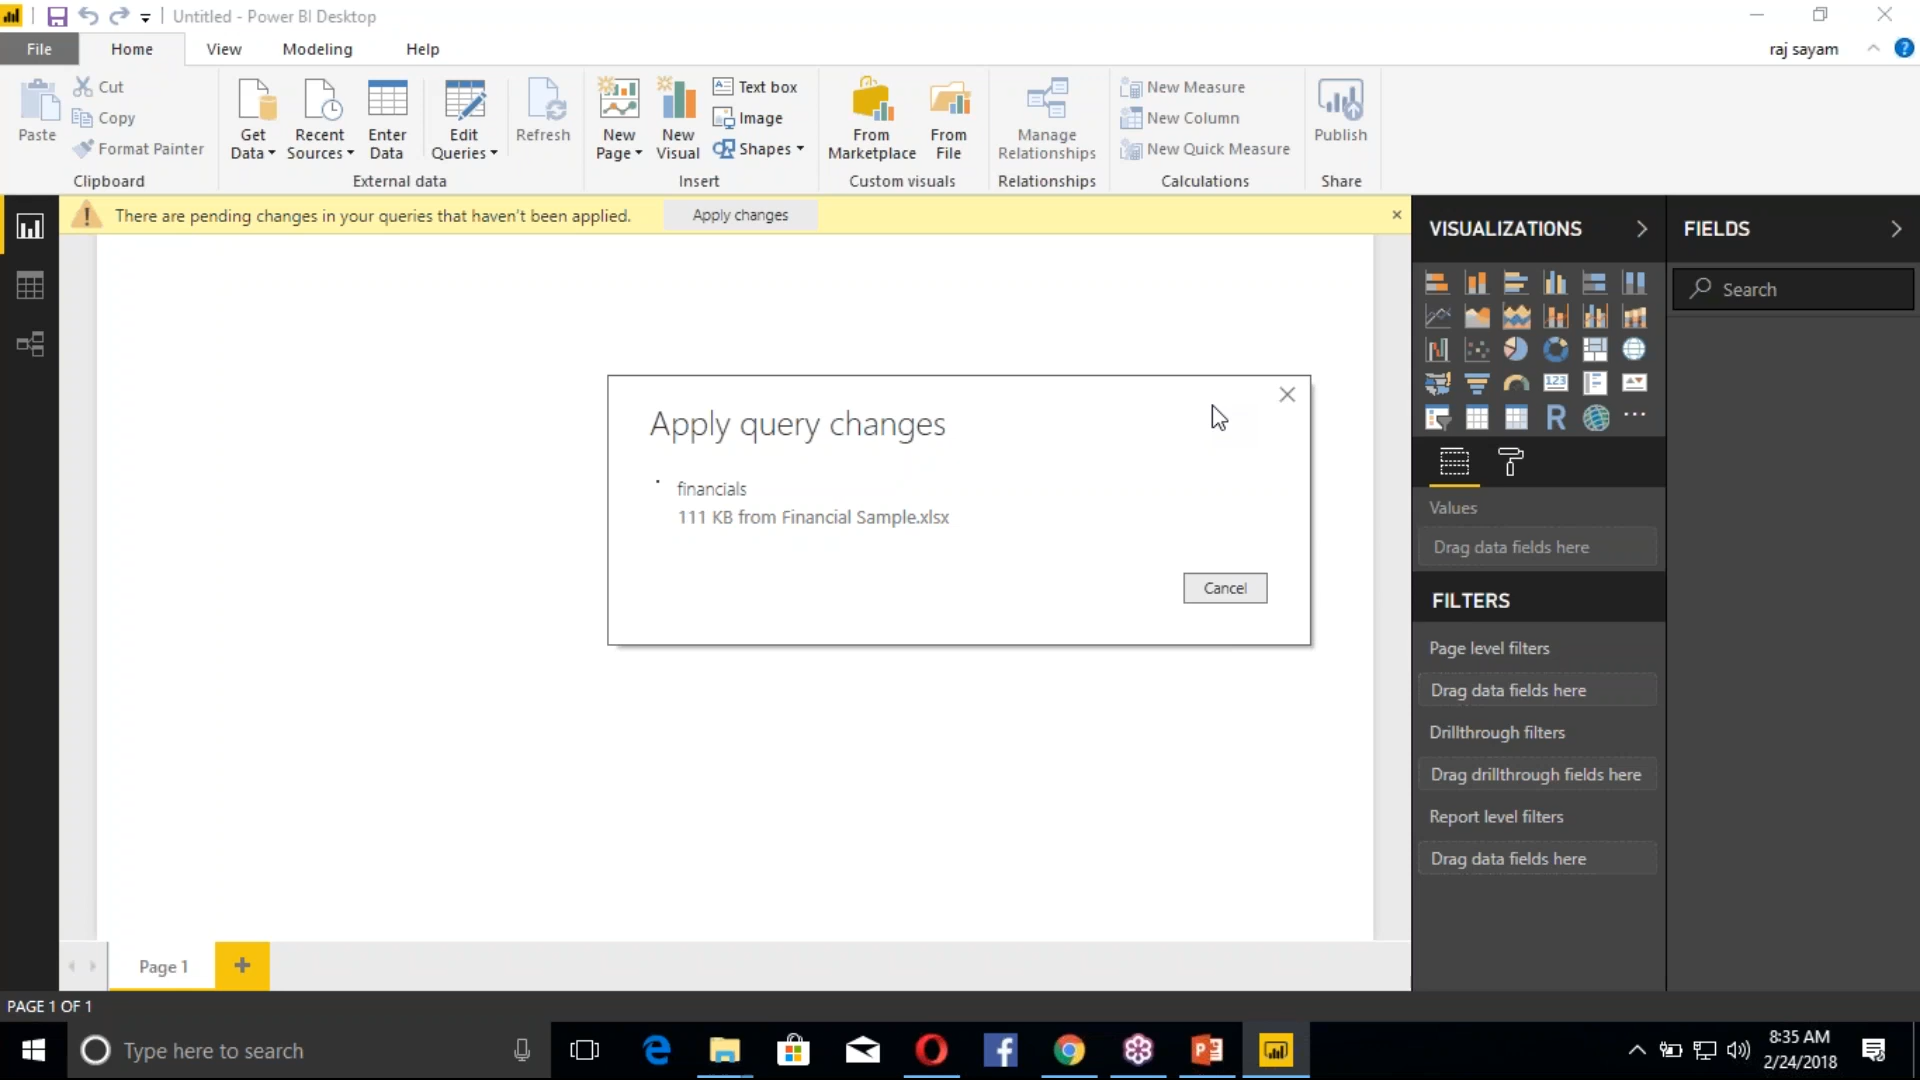 Untitled - Power BI Desktop
File Home View Modeling Help raj sayam
Paste
Cut
Copy
Format Painter
Clipboard
Get Data
Recent Sources
Enter Data
Edit Queries
Refresh
External data
New Page
New Visual
Text box
Image
Shapes
Insert
From Marketplace
From File
Custom visuals
Manage Relationships
Relationships
New Measure
New Column
New Quick Measure
Calculations
Publish
Share
There are pending changes in your queries that haven't been applied. Apply changes
Apply query changes
financials
111 KB from Financial Sample.xlsx
Cancel
VISUALIZATIONS
123
R
Values
Drag data fields here
FILTERS
Page level filters
Drag data fields here
Drillthrough filters
Drag drillthrough fields here
Report level filters
Drag data fields here
FIELDS
Search
Page 1
PAGE 1 OF 1
Type here to search
8:35 AM
2/24/2018